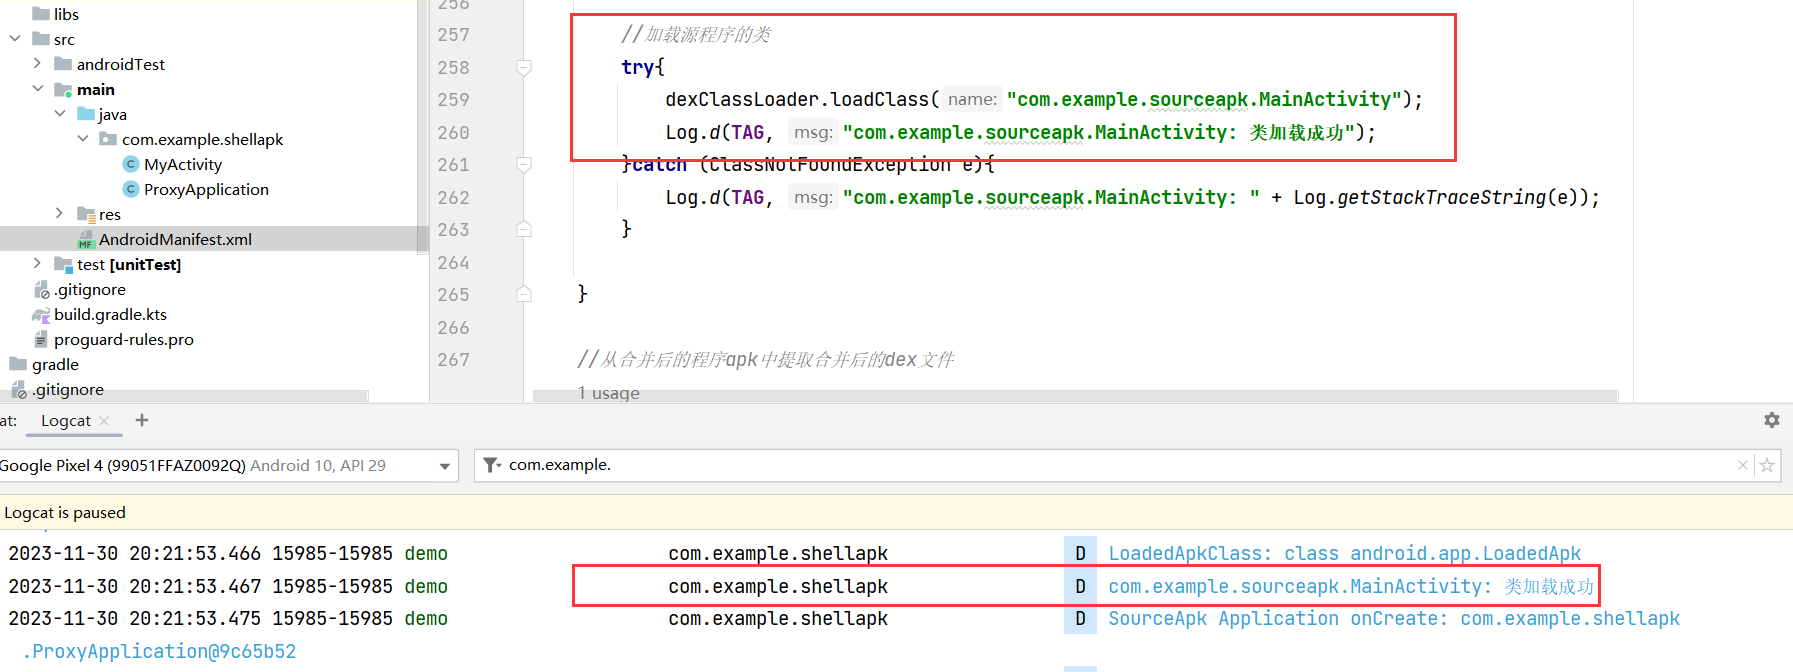 libs
src
androidTest
main
java
com.example.shellapk
MyActivity
ProxyApplication
res
AndroidManifest.xml
test [unitTest]
.gitignore
build.gradle.kts
proguard-rules.pro
gradle
.gitignore
256
257 //加载源程序的类
258 try{
259 dexClassLoader.loadClass( name: "com.example.sourceapk.MainActivity");
260 Log.d(TAG, msg: "com.example.sourceapk.MainActivity: 类加载成功");
261 }catch (ClassNotFoundException e){
262 Log.d(TAG, msg: "com.example.sourceapk.MainActivity: " + Log.getStackTraceString(e));
263 }
264
265 }
266
267 //从合并后的程序apk中提取合并后的dex文件
1 usage
at: Logcat
Google Pixel 4 (99051FFAZ0092Q) Android 10, API 29 com.example.
Logcat is paused
2023-11-30 20:21:53.466 15985-15985 demo com.example.shellapk D LoadedApkClass: class android.app.LoadedApk
2023-11-30 20:21:53.467 15985-15985 demo com.example.shellapk D com.example.sourceapk.MainActivity: 类加载成功
2023-11-30 20:21:53.475 15985-15985 demo com.example.shellapk D SourceApk Application onCreate: com.example.shellapk
.ProxyApplication@9c65b52